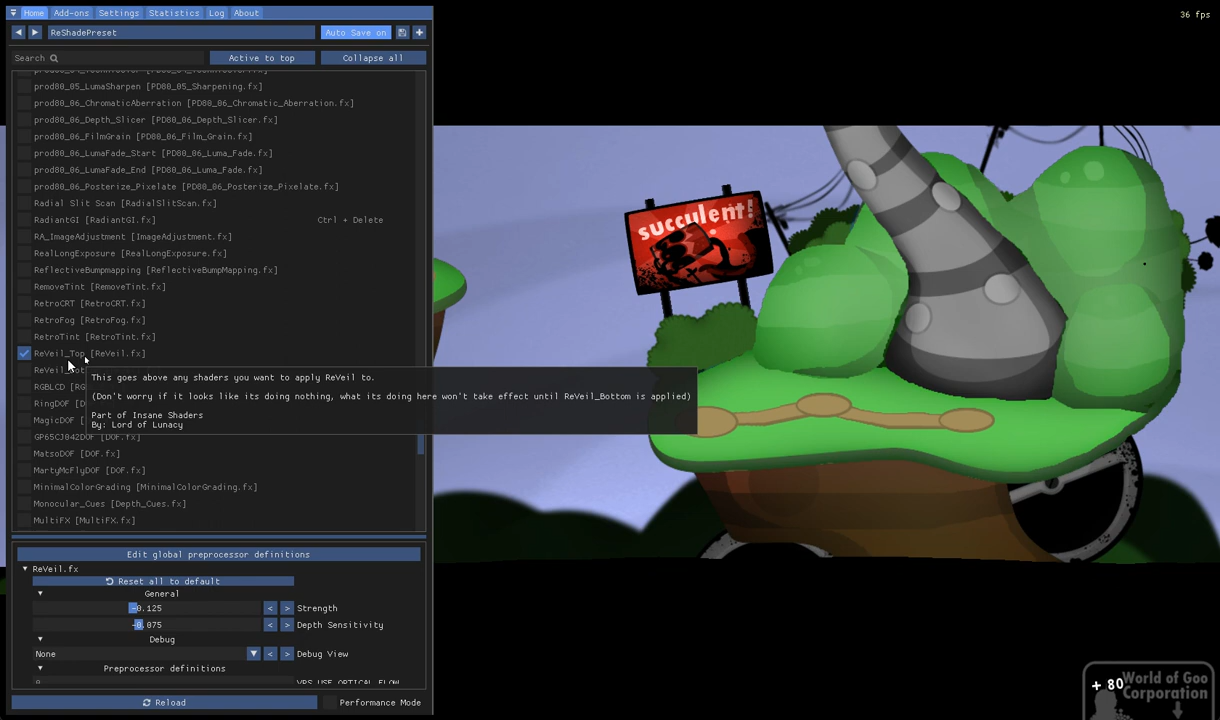 Home Add-ons Settings Statistics Log About
36 fps
ReShadePreset Auto Save on
Search Active to top Collapse all
prod80_05_LumaSharpen [PD80_05_Sharpening.fx]
prod80_06_ChromaticAberration [PD80_06_Chromatic_Aberration.fx]
prod80_06_Depth_Slicer [PD80_06_Depth_Slicer.fx]
prod80_06_FilmGrain [PD80_06_Film_Grain.fx]
prod80_06_LumaFade_Start [PD80_06_Luma_Fade.fx]
prod80_06_LumaFade_End [PD80_06_Luma_Fade.fx]
prod80_06_Posterize_Pixelate [PD80_06_Posterize_Pixelate.fx]
Radial Slit Scan [RadialSlitScan.fx]
RadiantGI [RadiantGI.fx] Ctrl + Delete
RA_ImageAdjustment [ImageAdjustment.fx]
RealLongExposure [RealLongExposure.fx]
ReflectiveBumpmapping [ReflectiveBumpMapping.fx]
RemoveTint [RemoveTint.fx]
RetroCRT [RetroCRT.fx]
RetroFog [RetroFog.fx]
RetroTint [RetroTint.fx]
ReVeil_Top [ReVeil.fx]
RGBLCD [RG
RingDOF [D
MagicDOF [
GP65CJ042DOF [DOF.fx]
MatsoDOF [DOF.fx]
MartyMcFlyDOF [DOF.fx]
MinimalColorGrading [MinimalColorGrading.fx]
Monocular_Cues [Depth_Cues.fx]
MultiFX [MultiFX.fx]
This goes above any shaders you want to apply ReVeil to.
(Don't worry if it looks like its doing nothing, what its doing here won't take effect until ReVeil_Bottom is applied)
Part of Insane Shaders
By: Lord of Lunacy
Edit global preprocessor definitions
ReVeil.fx
Reset all to default
General
-0.125 < > Strength
-0.075 < > Depth Sensitivity
Debug
None < > Debug View
Preprocessor definitions
Reload Performance Mode
succulent!
+ 80
World of Goo
Corporation